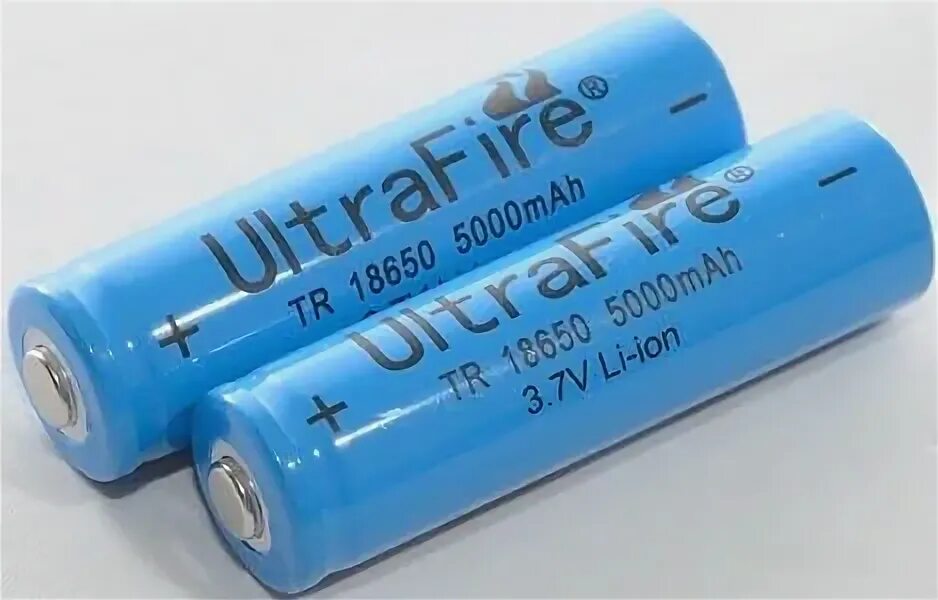 UltraFire®
TR 18650 5000mAh
+
−
UltraFire®
TR 18650 5000mAh
3.7V Li-ion
+
−